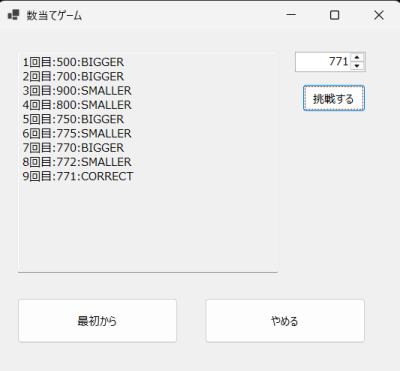 数当てゲーム
1回目:500:BIGGER
2回目:700:BIGGER
3回目:900:SMALLER
4回目:800:SMALLER
5回目:750:BIGGER
6回目:775:SMALLER
7回目:770:BIGGER
8回目:772:SMALLER
9回目:771:CORRECT
771
挑戦する
最初から
やめる